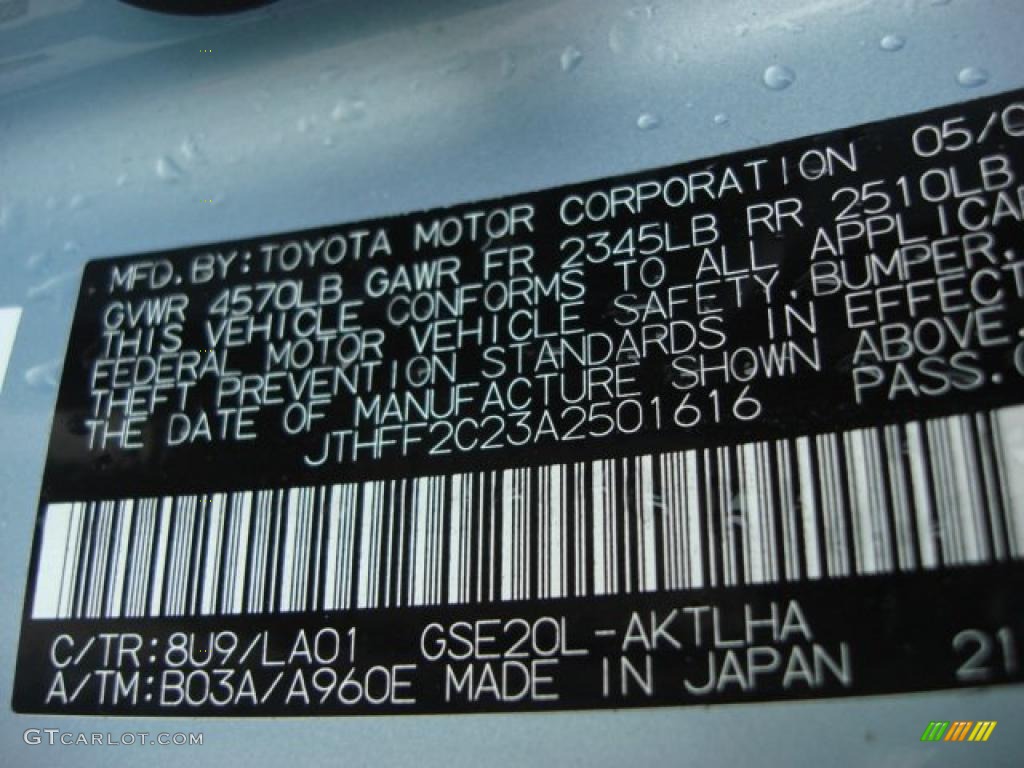 MFD.BY:TOYOTA MOTOR CORPORATION 05/0
GVWR 4570LB GAWR FR 2345LB RR 2510LB
THIS VEHICLE CONFORMS TO ALL APPLICA
FEDERAL MOTOR VEHICLE SAFETY,BUMPER,
THEFT PREVENTION STANDARDS IN EFFECT
THE DATE OF MANUFACTURE SHOWN ABOVE.
JTHFF2C23A2501616 PASS.
C/TR:8U9/LA01 GSE20L-AKTLHA
A/TM:B03A/A960E MADE IN JAPAN 21
GTCARLOT.COM